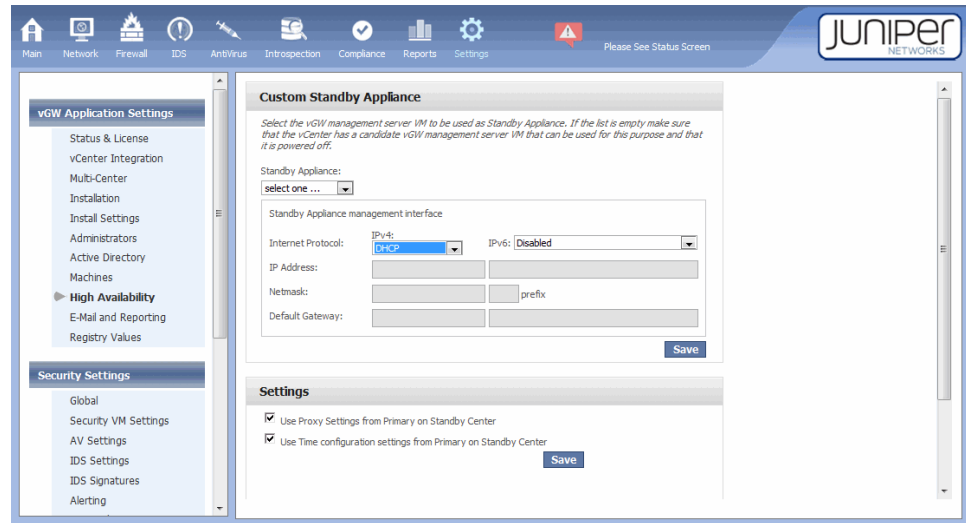 Main Network Firewall IDS AntiVirus Introspection Compliance Reports Settings
Please See Status Screen
JUNIPER
NETWORKS
vGW Application Settings
Status & License
vCenter Integration
Multi-Center
Installation
Install Settings
Administrators
Active Directory
Machines
High Availability
E-Mail and Reporting
Registry Values
Security Settings
Global
Security VM Settings
AV Settings
IDS Settings
IDS Signatures
Alerting
Custom Standby Appliance
Select the vGW management server VM to be used as Standby Appliance. If the list is empty make sure
that the vCenter has a candidate vGW management server VM that can be used for this purpose and that
it is powered off.
Standby Appliance:
select one ...
Standby Appliance management interface
Internet Protocol:
IPv4:
DHCP
IPv6: Disabled
IP Address:
Netmask:
prefix
Default Gateway:
Save
Settings
Use Proxy Settings from Primary on Standby Center
Use Time configuration settings from Primary on Standby Center
Save